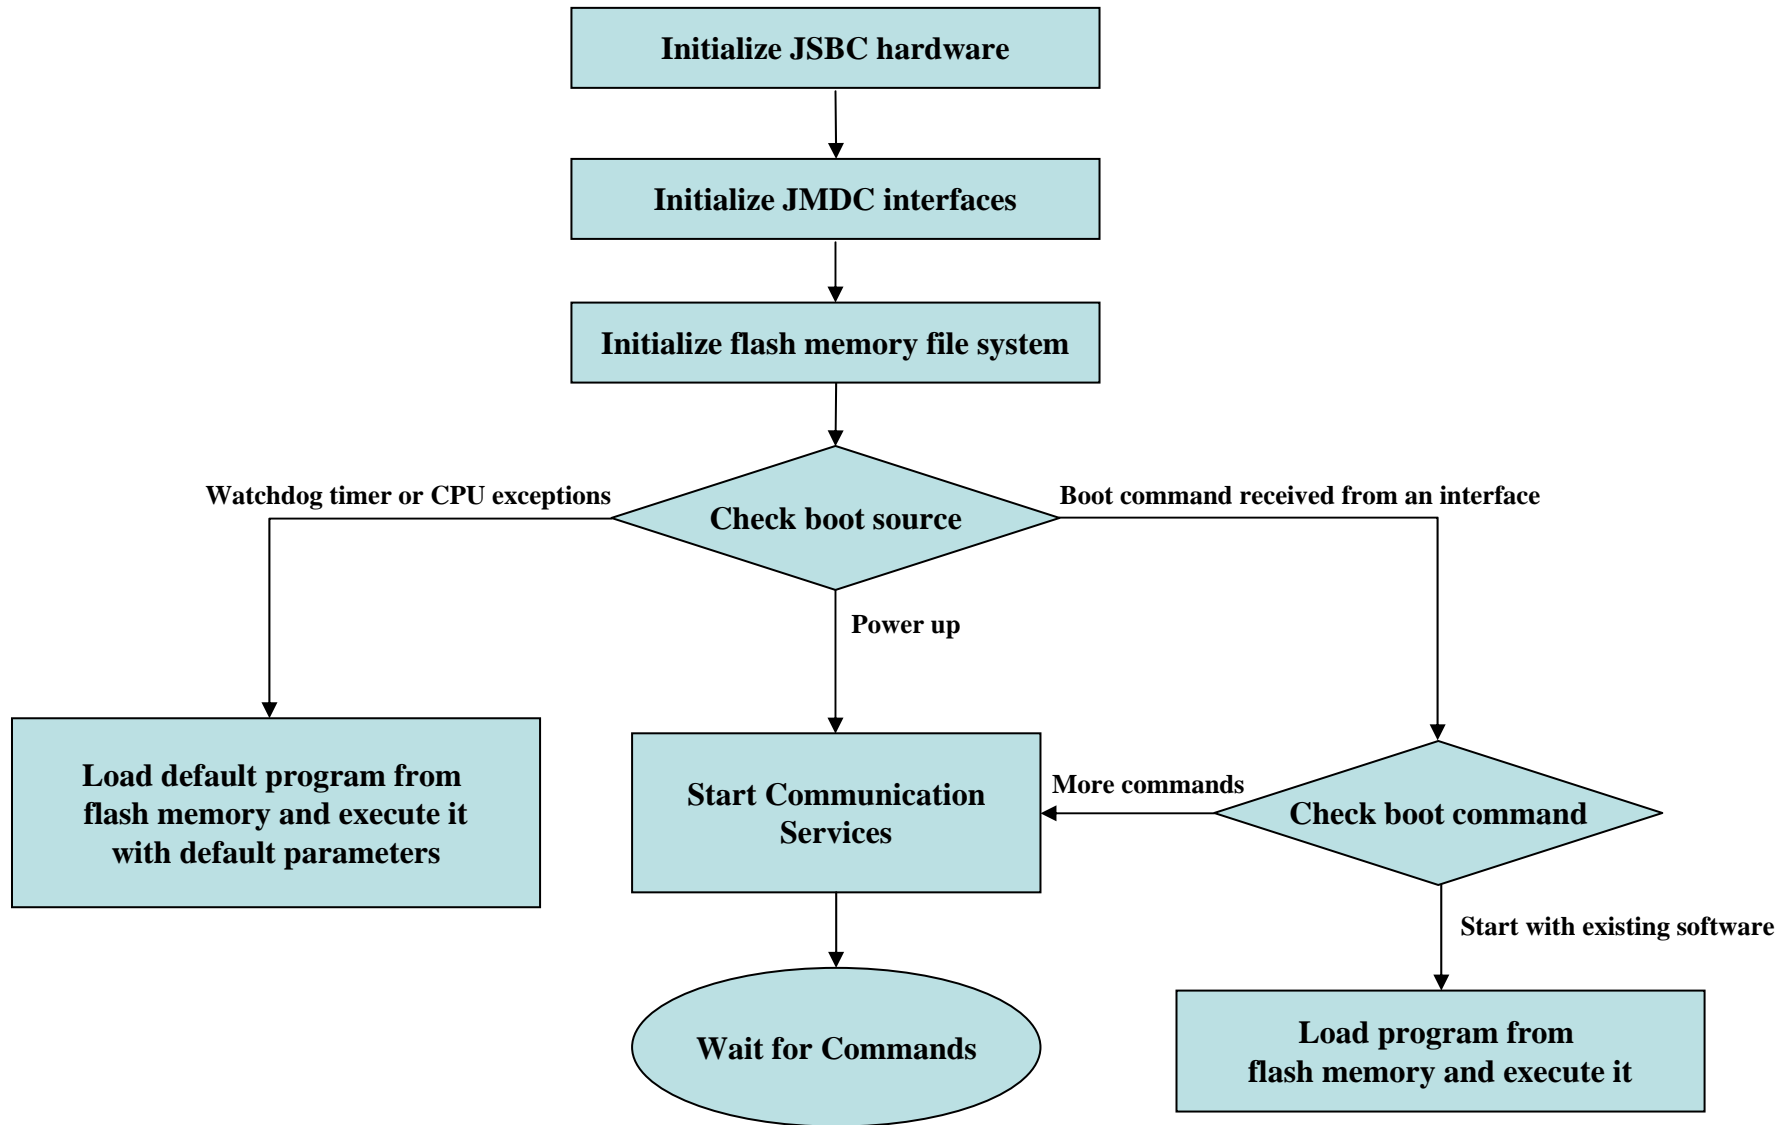 Initialize JSBC hardware
Initialize JMDC interfaces
Initialize flash memory file system
Watchdog timer or CPU exceptions
Check boot source
Boot command received from an interface
Power up
Load default program from
flash memory and execute it
with default parameters
Start Communication
Services
More commands
Check boot command
Start with existing software
Wait for Commands
Load program from
flash memory and execute it